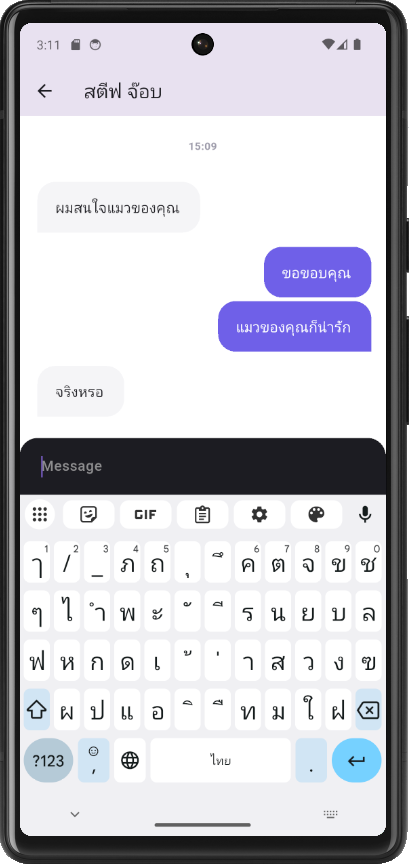 3:11
สตีฟ จ๊อบ
15:09
ผมสนใจแมวของคุณ
ขอขอบคุณ
แมวของคุณก็น่ารัก
จริงหรอ
Message
GIF
ๅ 1 / 2 _ 3 ภ 4 ถ 5 ุ ึ ค 6 ต 7 จ 8 ข 9 ช 0
ๆ ไ ำ พ ะ ั ี ร น ย บ ล
ฟ ห ก ด เ ้ ่ า ส ว ง ฃ
ผ ป แ อ ิ ื ท ม ใ ฝ
?123 , ไทย .